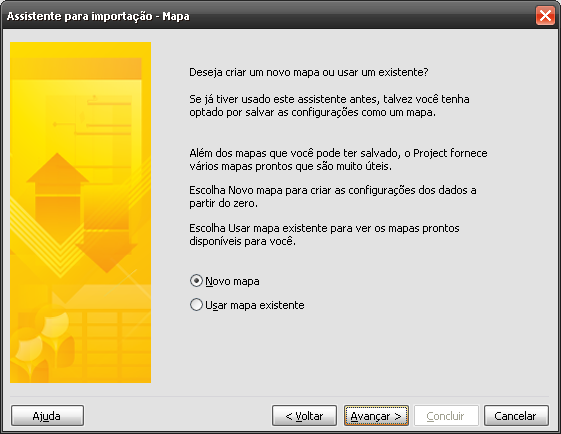 Assistente para importação - Mapa
Deseja criar um novo mapa ou usar um existente?
Se já tiver usado este assistente antes, talvez você tenha
optado por salvar as configurações como um mapa.
Além dos mapas que você pode ter salvado, o Project fornece
vários mapas prontos que são muito úteis.
Escolha Novo mapa para criar as configurações dos dados a
partir do zero.
Escolha Usar mapa existente para ver os mapas prontos
disponíveis para você.
Novo mapa
Usar mapa existente
Ajuda
< Voltar
Avançar >
Concluir
Cancelar